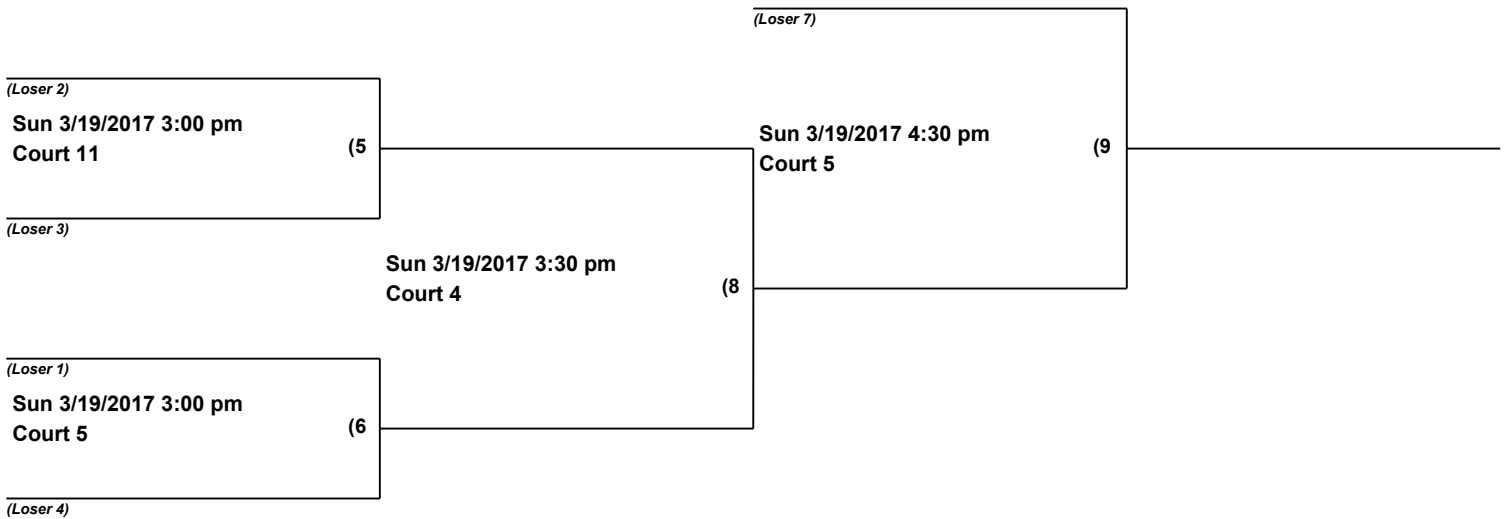 (Loser 7)
(Loser 2)
Sun 3/19/2017 3:00 pm
Court 11
(5
(Loser 3)
Sun 3/19/2017 4:30 pm
Court 5
(9
Sun 3/19/2017 3:30 pm
Court 4
(8
(Loser 1)
Sun 3/19/2017 3:00 pm
Court 5
(6
(Loser 4)